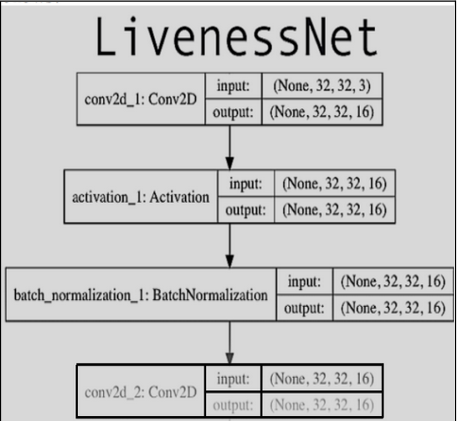 LivenessNet
conv2d_1: Conv2D
input: (None, 32, 32, 3)
output: (None, 32, 32, 16)
activation_1: Activation
input: (None, 32, 32, 16)
output: (None, 32, 32, 16)
batch_normalization_1: BatchNormalization
input: (None, 32, 32, 16)
output: (None, 32, 32, 16)
conv2d_2: Conv2D
input: (None, 32, 32, 16)
output: (None, 32, 32, 16)